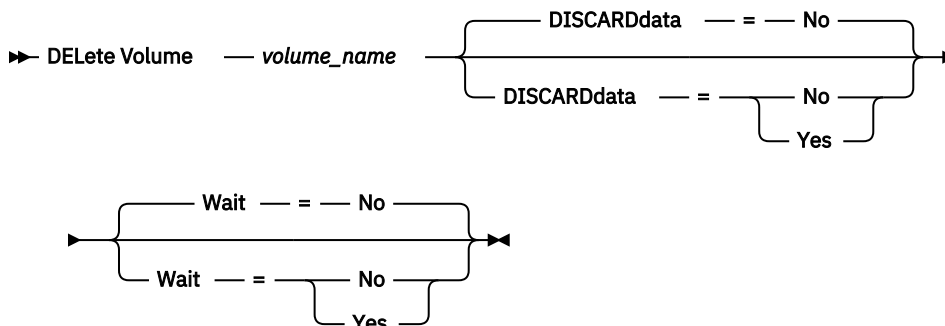 DISCARDdata = No
DELete Volume volume_name
DISCARDdata = No
Yes
Wait = No
Wait = No
Yes